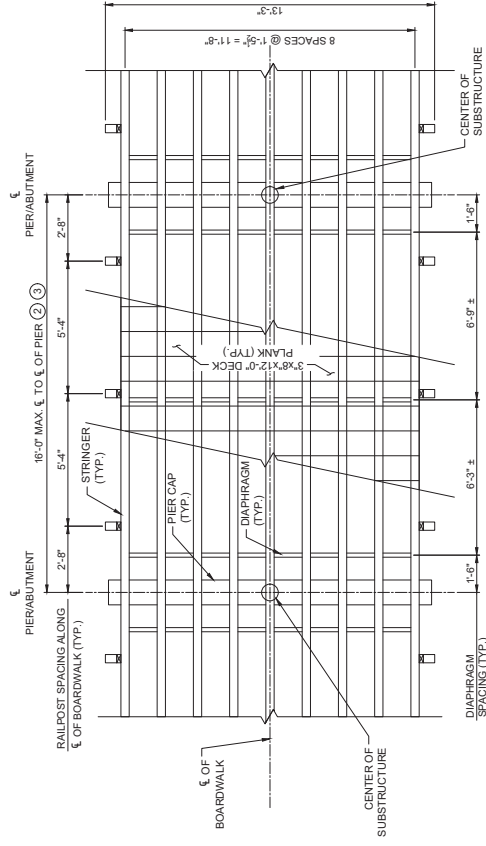 ℄
PIER/ABUTMENT
℄
PIER/ABUTMENT
16'-0" MAX. ℄ TO ℄ OF PIER ② ③
RAILPOST SPACING ALONG
℄ OF BOARDWALK (TYP.)
2'-8"
5'-4"
5'-4"
2'-8"
STRINGER
(TYP.)
PIER CAP
(TYP.)
DIAPHRAGM
(TYP.)
3"x8"x12'-0" DECK
PLANK (TYP.)
8 SPACES @ 1'-5½" = 11'-8"
13'-3"
℄ OF
BOARDWALK
CENTER OF
SUBSTRUCTURE
CENTER OF
SUBSTRUCTURE
DIAPHRAGM
SPACING (TYP.)
1'-6"
6'-3" ±
6'-9" ±
1'-6"